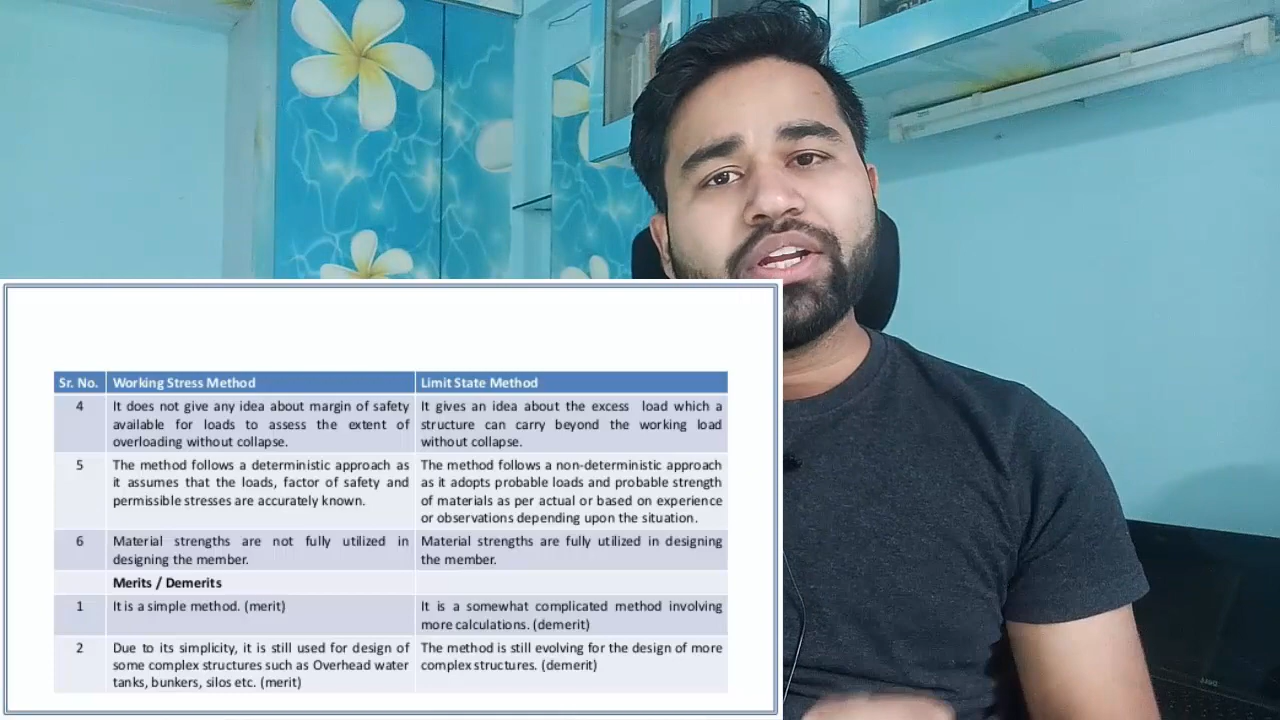 Sr. No. Working Stress Method Limit State Method
4 It does not give any idea about margin of safety It gives an idea about the excess load which a
available for loads to assess the extent of structure can carry beyond the working load
overloading without collapse. without collapse.
5 The method follows a deterministic approach as The method follows a non-deterministic approach
it assumes that the loads, factor of safety and as it adopts probable loads and probable strength
permissible stresses are accurately known. of materials as per actual or based on experience
or observations depending upon the situation.
6 Material strengths are not fully utilized in Material strengths are fully utilized in designing
designing the member. the member.
Merits / Demerits
1 It is a simple method. (merit) It is a somewhat complicated method involving
more calculations. (demerit)
2 Due to its simplicity, it is still used for design of The method is still evolving for the design of more
some complex structures such as Overhead water complex structures. (demerit)
tanks, bunkers, silos etc. (merit)